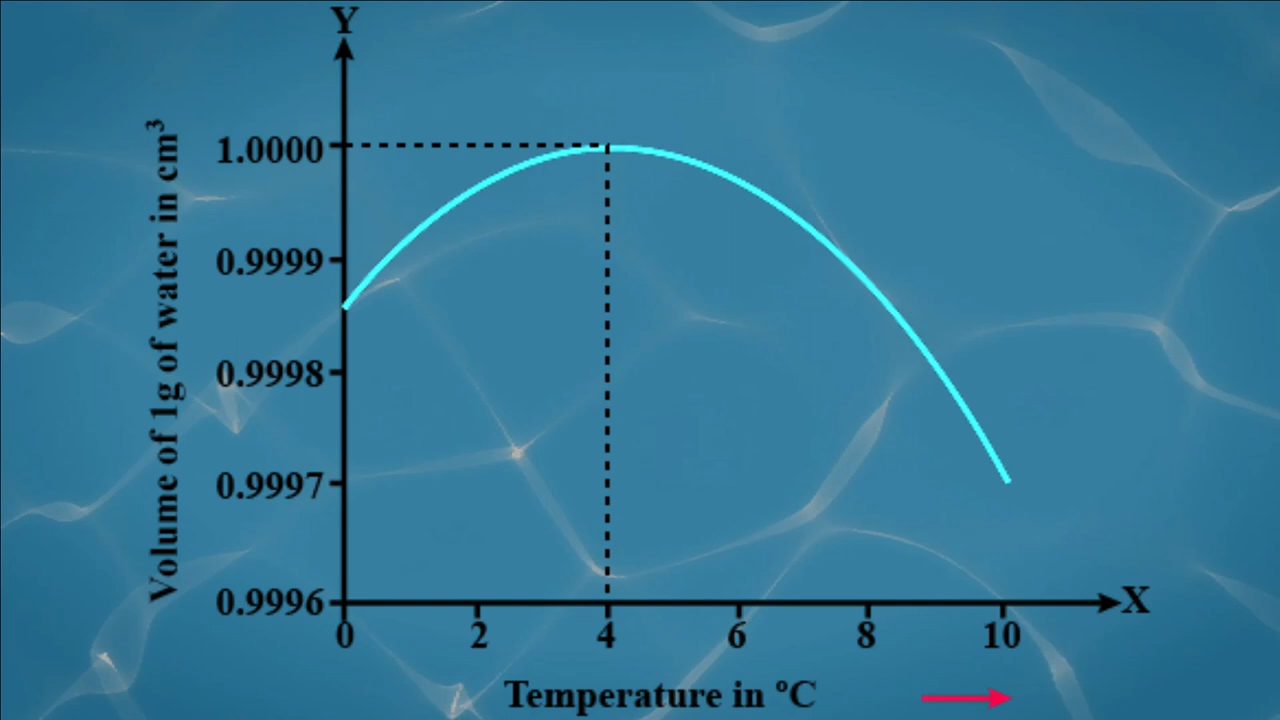 Y
Volume of 1g of water in cm³
1.0000
0.9999
0.9998
0.9997
0.9996
0 2 4 6 8 10
X
Temperature in ºC